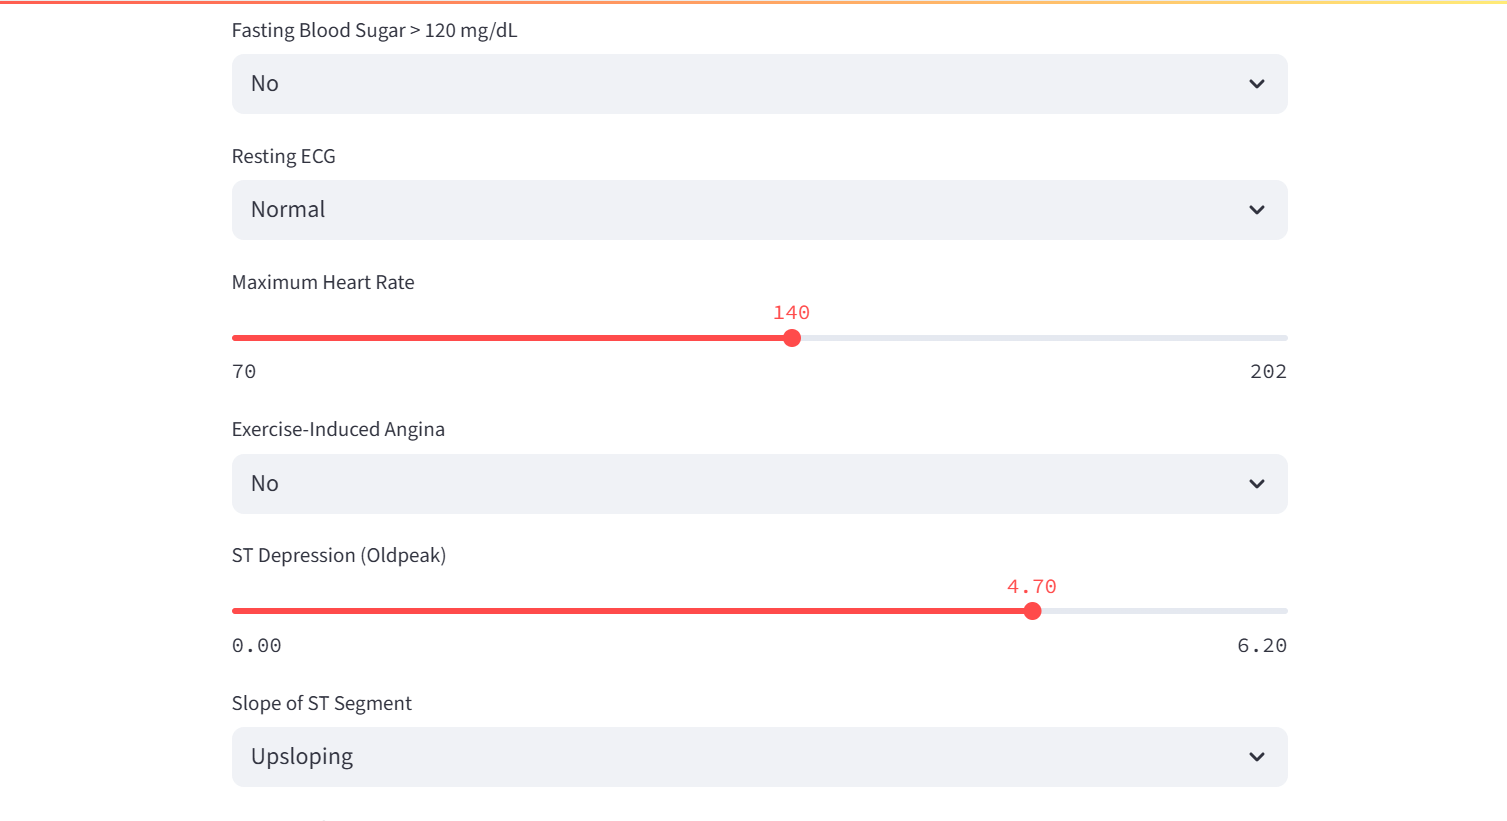 Fasting Blood Sugar > 120 mg/dL
No
Resting ECG
Normal
Maximum Heart Rate
140
70
202
Exercise-Induced Angina
No
ST Depression (Oldpeak)
4.70
0.00
6.20
Slope of ST Segment
Upsloping